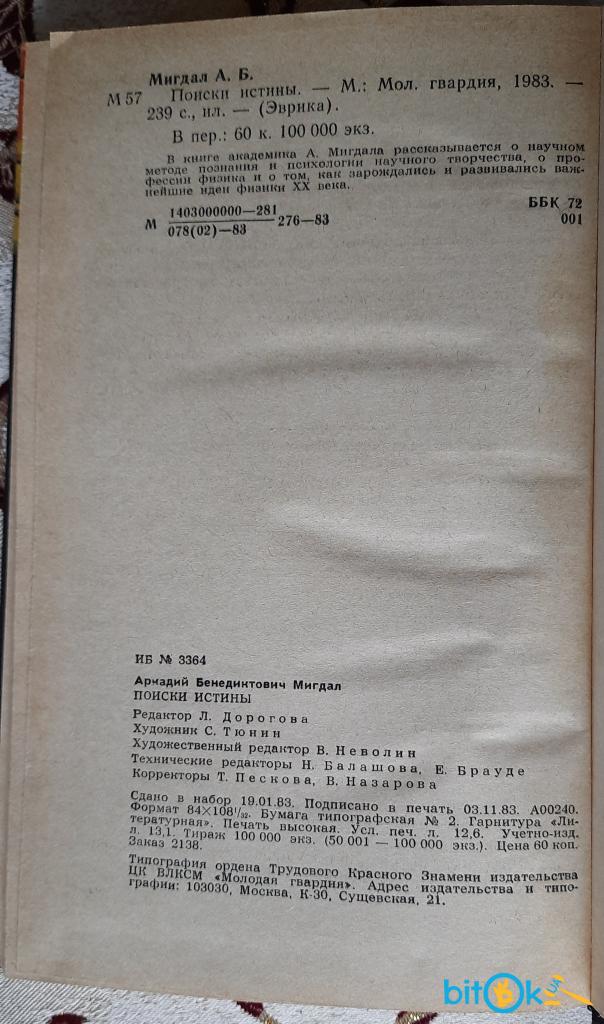 Мигдал А. Б.
М 57 Поиски истины. — М.: Мол. гвардия, 1983. —
239 с., ил. — (Эврика).
В пер.: 60 к. 100 000 экз.
В книге академика А. Мигдала рассказывается о научном
методе познания и психологии научного творчества, о про-
фессии физика и о том, как зарождались и развивались важ-
нейшие идеи физики XX века.
М 1403000000—281
078(02)—83 276—83
ББК 72
001
ИБ № 3364
Аркадий Бенедиктович Мигдал
ПОИСКИ ИСТИНЫ
Редактор Л. Дорогова
Художник С. Тюнин
Художественный редактор В. Неволин
Технические редакторы Н. Балашова, Е. Брауде
Корректоры Т. Пескова, В. Назарова
Сдано в набор 19.01.83. Подписано в печать 03.11.83. А00240.
Формат 84×108¹/₃₂. Бумага типографская № 2. Гарнитура «Ли-
тературная». Печать высокая. Усл. печ. л. 12,6. Учетно-изд.
л. 13,1. Тираж 100 000 экз. (50 001 — 100 000 экз.). Цена 60 коп.
Заказ 2138.
Типография ордена Трудового Красного Знамени издательства
ЦК ВЛКСМ «Молодая гвардия». Адрес издательства и типо-
графии: 103030, Москва, К-30, Сущевская, 21.
bitok.ua